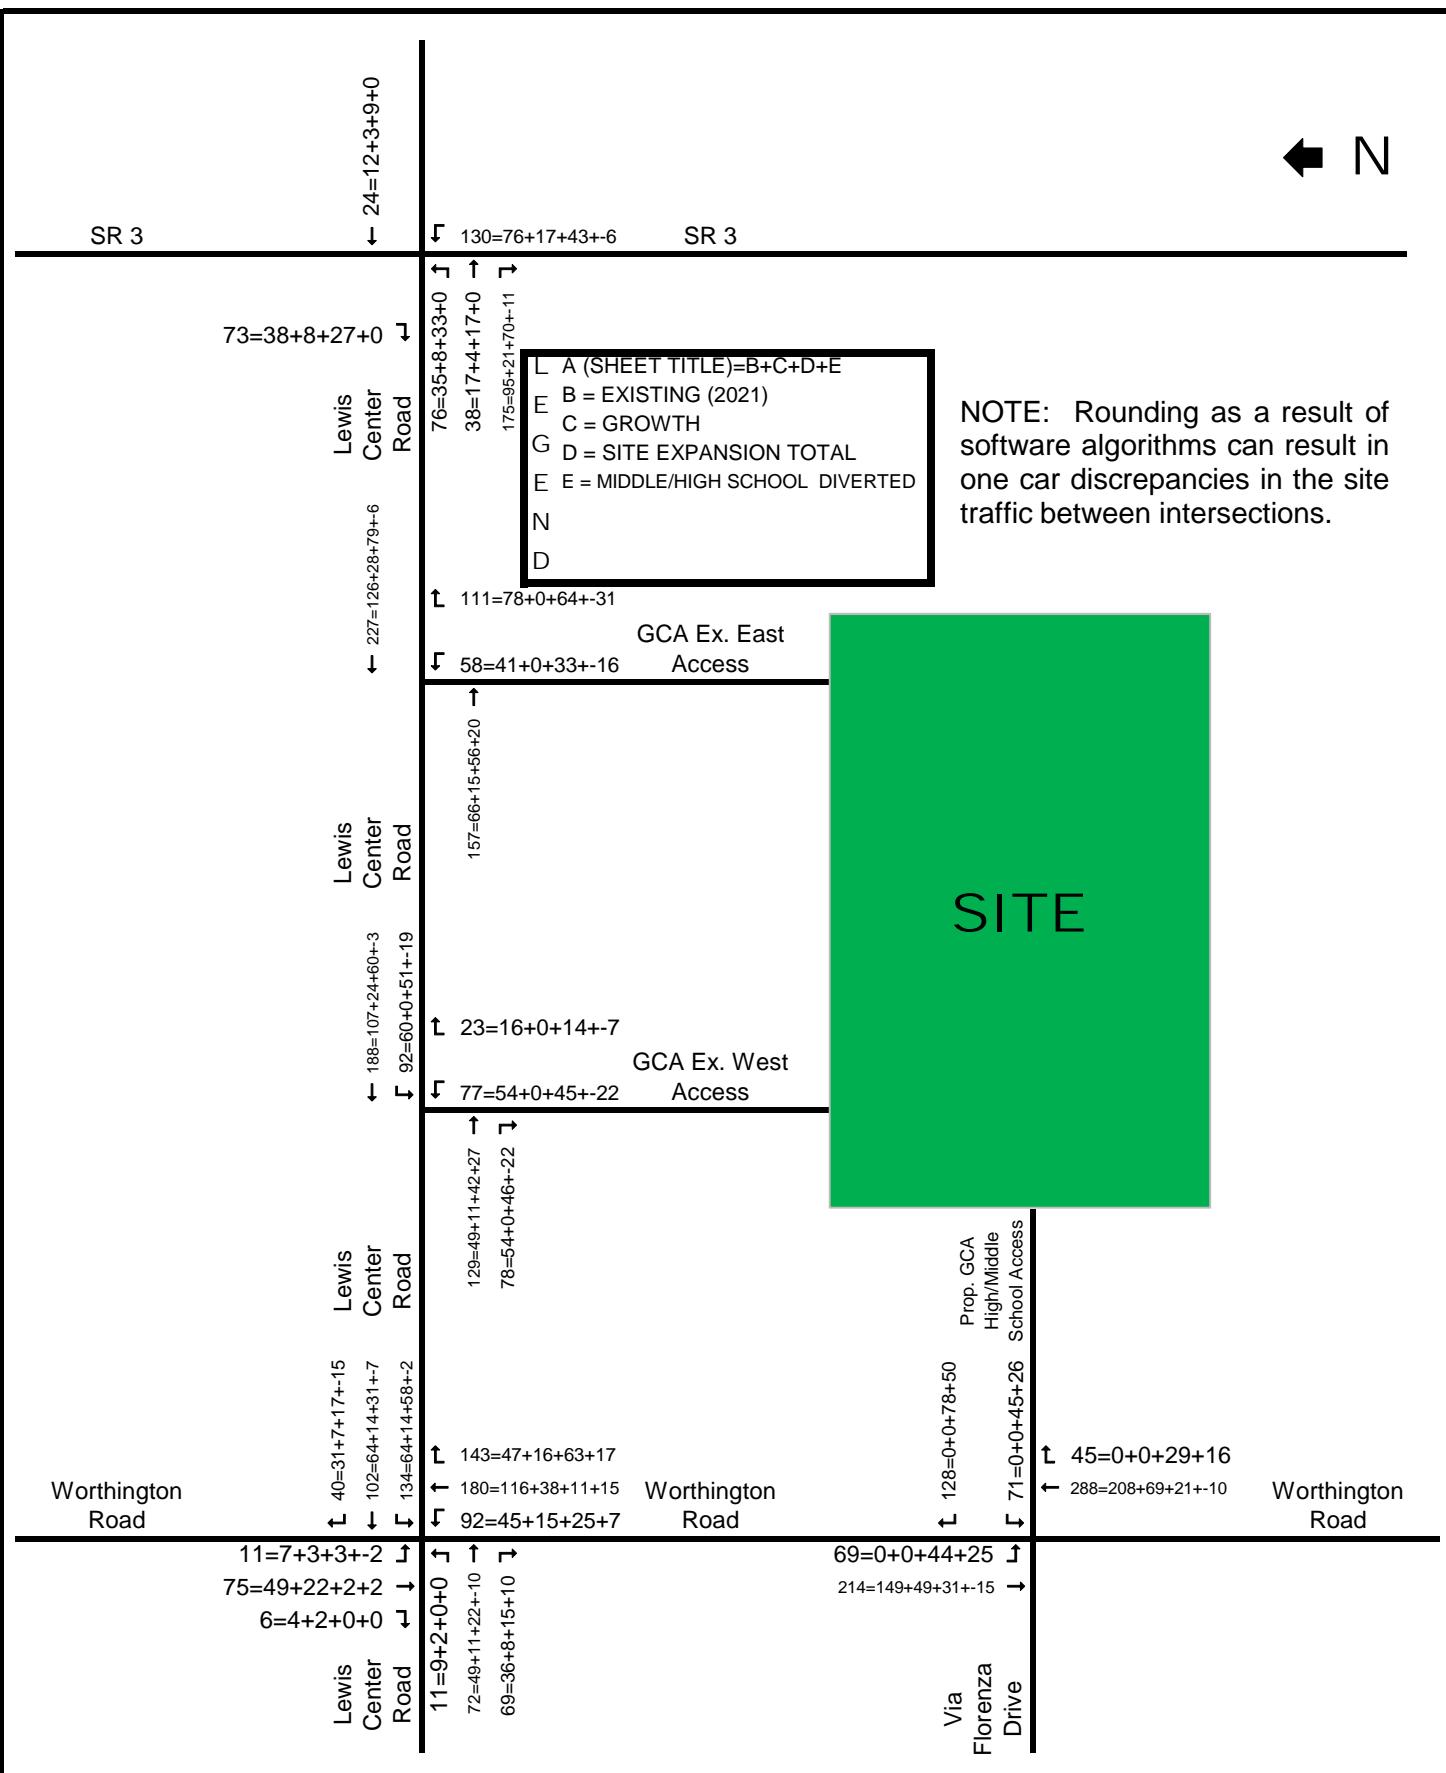 24=12+3+9+0
N
SR 3
130=76+17+43+-6
SR 3
73=38+8+27+0
76=35+8+33+0
38=17+4+17+0
175=95+21+70+-11
Lewis
Center
Road
LEGEND
A (SHEET TITLE)=B+C+D+E
B = EXISTING (2021)
C = GROWTH
D = SITE EXPANSION TOTAL
E = MIDDLE/HIGH SCHOOL DIVERTED
NOTE: Rounding as a result of
software algorithms can result in
one car discrepancies in the site
traffic between intersections.
227=126+28+79+-6
111=78+0+64+-31
GCA Ex. East
Access
58=41+0+33+-16
157=66+15+56+20
Lewis
Center
Road
SITE
188=107+24+60+-3
92=60+0+51+-19
23=16+0+14+-7
GCA Ex. West
Access
77=54+0+45+-22
129=49+11+42+27
78=54+0+46+-22
Lewis
Center
Road
Prop. GCA
High/Middle
School Access
40=31+7+17+-15
102=64+14+31+-7
134=64+14+58+-2
143=47+16+63+17
180=116+38+11+15
92=45+15+25+7
Worthington
Road
Worthington
Road
128=0+0+78+50
71=0+0+45+26
45=0+0+29+16
288=208+69+21+-10
Worthington
Road
11=7+3+3+-2
75=49+22+2+2
6=4+2+0+0
11=9+2+0+0
72=49+11+22+-10
69=36+8+15+10
69=0+0+44+25
214=149+49+31+-15
Lewis
Center
Road
Via
Florenza
Drive